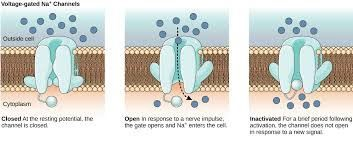 Voltage-gated Na⁺ Channels
Outside cell
Cytoplasm
Closed At the resting potential, the
channel is closed.
Open In response to a nerve impulse,
the gate opens and Na⁺ enters the cell.
Inactivated For a brief period following
activation, the channel does not open
in response to a new signal.